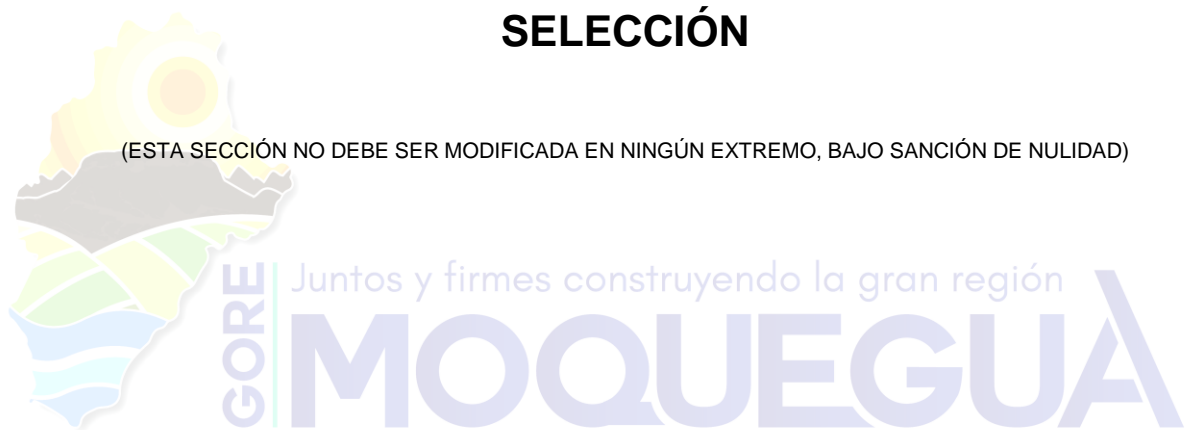 SELECCIÓN
(ESTA SECCIÓN NO DEBE SER MODIFICADA EN NINGÚN EXTREMO, BAJO SANCIÓN DE NULIDAD)
GORE
Juntos y firmes construyendo la gran región
MOQUEGUA